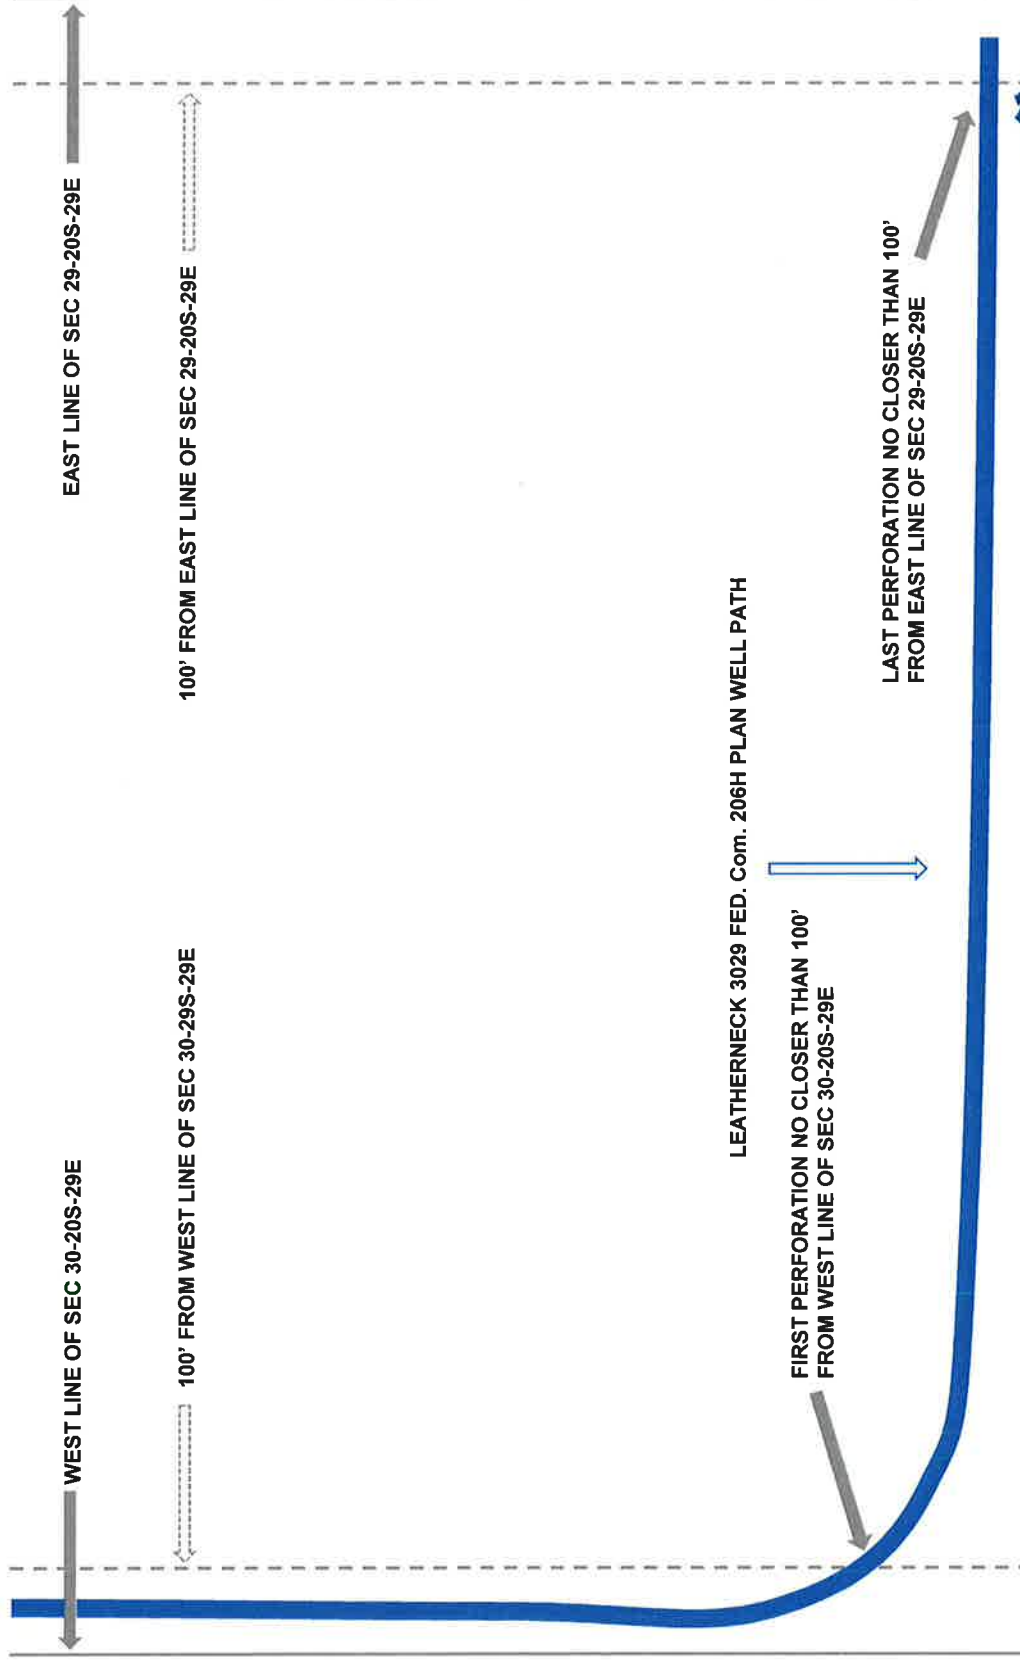 WEST LINE OF SEC 30-20S-29E
EAST LINE OF SEC 29-20S-29E
100' FROM WEST LINE OF SEC 30-29S-29E
100' FROM EAST LINE OF SEC 29-20S-29E
LEATHERNECK 3029 FED. Com. 206H PLAN WELL PATH
FIRST PERFORATION NO CLOSER THAN 100'
FROM WEST LINE OF SEC 30-20S-29E
LAST PERFORATION NO CLOSER THAN 100'
FROM EAST LINE OF SEC 29-20S-29E